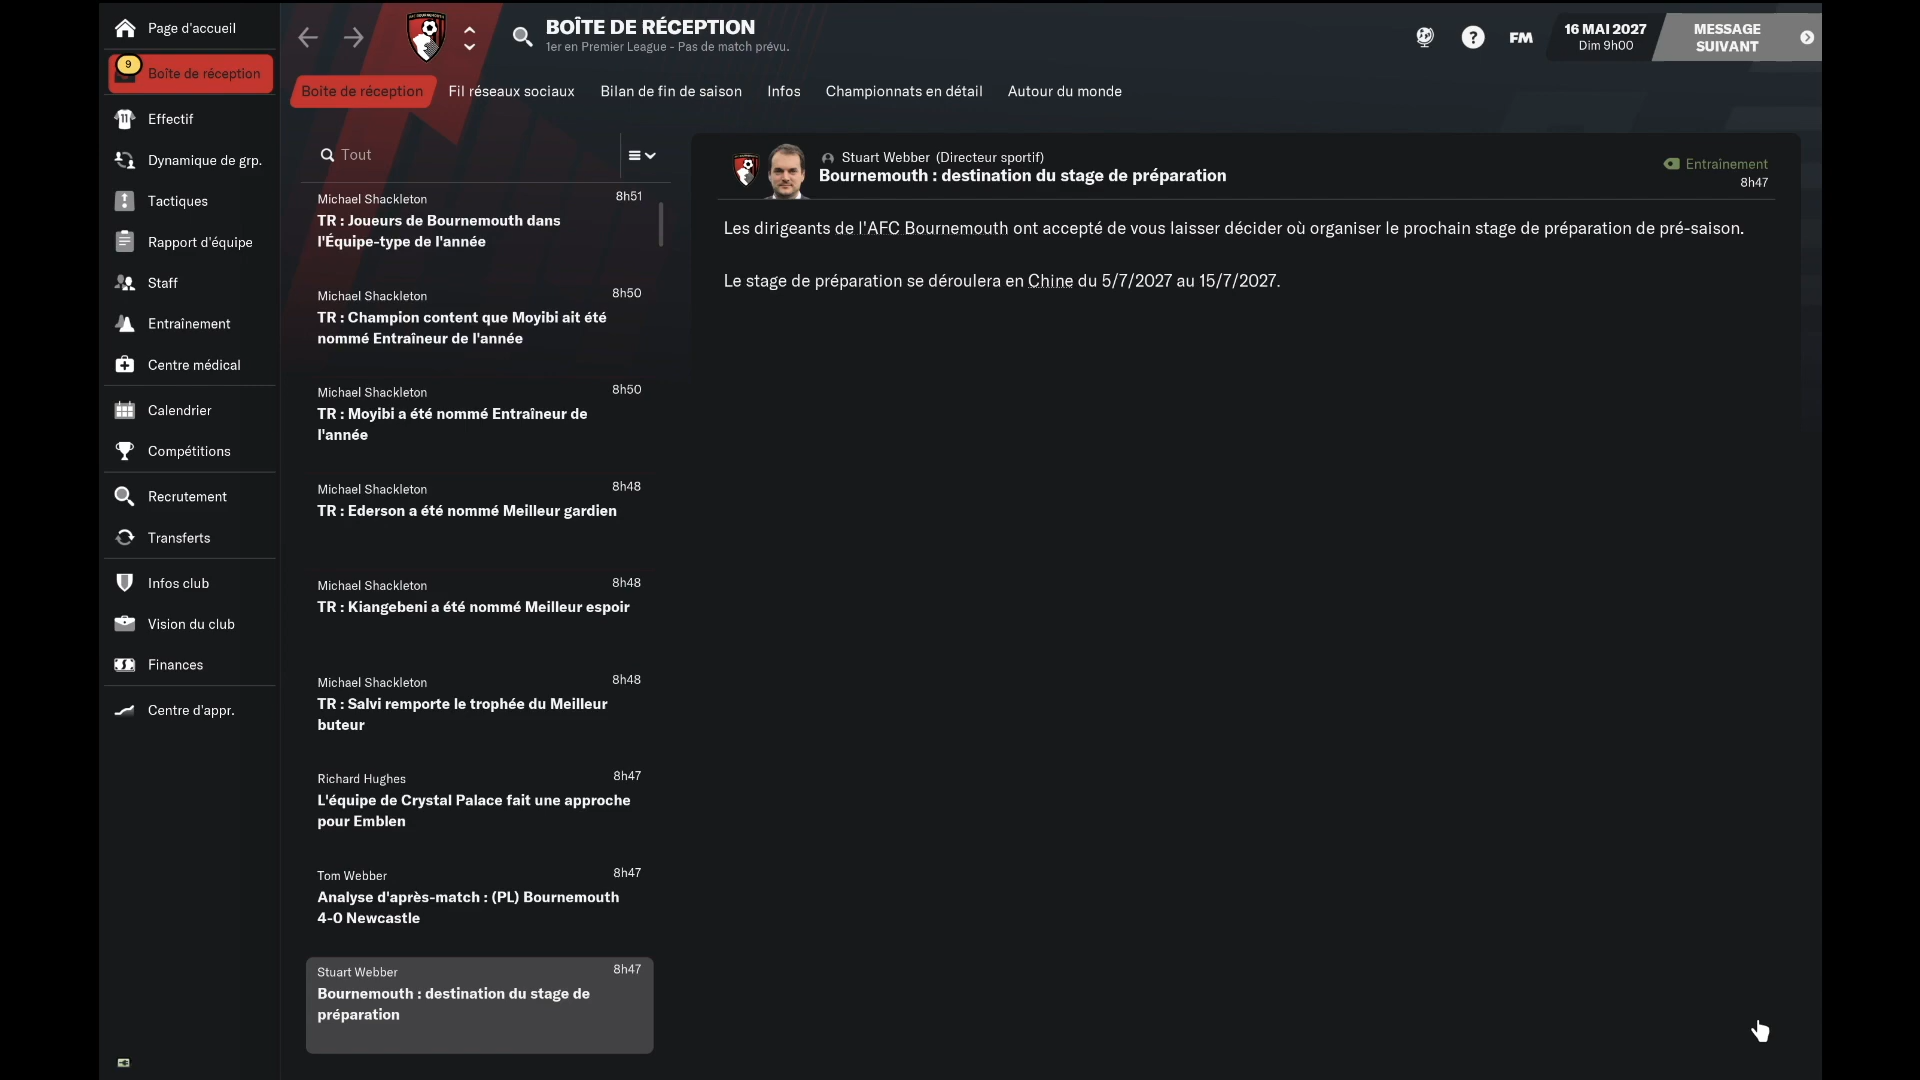 Page d'accueil
9
Boîte de réception
Effectif
Dynamique de grp.
Tactiques
Rapport d'équipe
Staff
Entraînement
Centre médical
Calendrier
Compétitions
Recrutement
Transferts
Infos club
Vision du club
Finances
Centre d'appr.
BOÎTE DE RÉCEPTION
1er en Premier League - Pas de match prévu.
FM
16 MAI 2027
Dim 9h00
MESSAGE
SUIVANT
Boîte de réception
Fil réseaux sociaux
Bilan de fin de saison
Infos
Championnats en détail
Autour du monde
Tout
Michael Shackleton 8h51
TR : Joueurs de Bournemouth dans
l'Équipe-type de l'année
Michael Shackleton 8h50
TR : Champion content que Moyibi ait été
nommé Entraîneur de l'année
Michael Shackleton 8h50
TR : Moyibi a été nommé Entraîneur de
l'année
Michael Shackleton 8h48
TR : Ederson a été nommé Meilleur gardien
Michael Shackleton 8h48
TR : Kiangebeni a été nommé Meilleur espoir
Michael Shackleton 8h48
TR : Salvi remporte le trophée du Meilleur
buteur
Richard Hughes 8h47
L'équipe de Crystal Palace fait une approche
pour Emblen
Tom Webber 8h47
Analyse d'après-match : (PL) Bournemouth
4-0 Newcastle
Stuart Webber 8h47
Bournemouth : destination du stage de
préparation
Stuart Webber (Directeur sportif)
Bournemouth : destination du stage de préparation
Entraînement
8h47
Les dirigeants de l'AFC Bournemouth ont accepté de vous laisser décider où organiser le prochain stage de préparation de pré-saison.
Le stage de préparation se déroulera en Chine du 5/7/2027 au 15/7/2027.